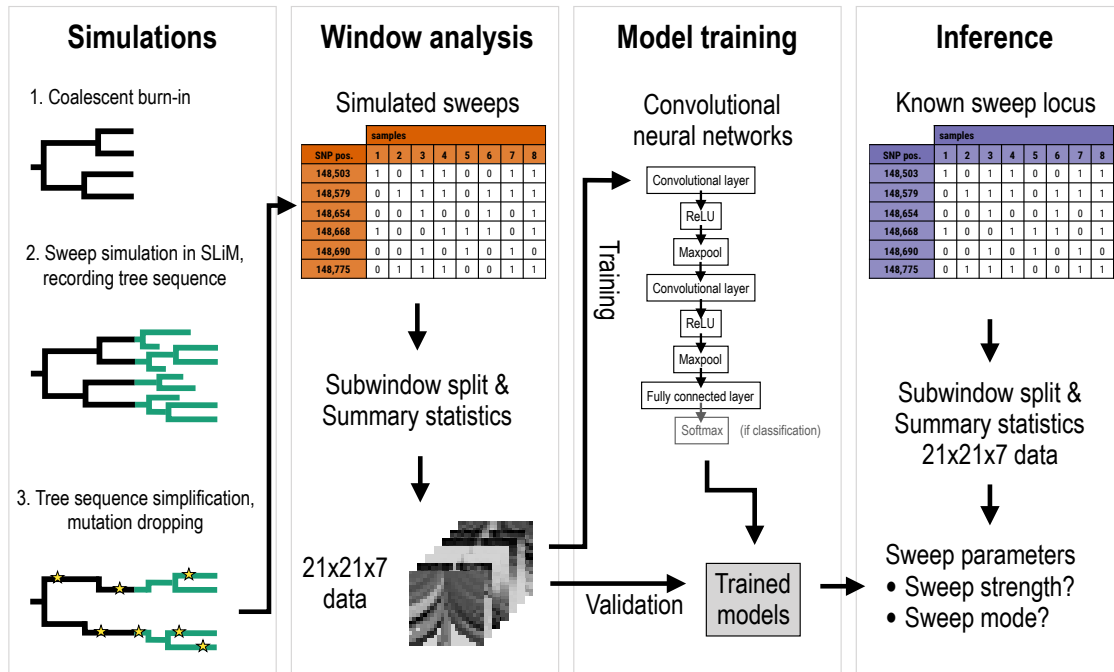 Simulations
1. Coalescent burn-in
2. Sweep simulation in SLiM,
recording tree sequence
3. Tree sequence simplification,
mutation dropping
Window analysis
Simulated sweeps
samples
SNP pos. 1 2 3 4 5 6 7 8
148,503 1 0 1 1 0 0 1 1
148,579 0 1 1 1 0 1 1 1
148,654 0 0 1 0 0 1 0 1
148,668 1 0 0 1 1 1 0 1
148,690 0 0 1 0 1 0 1 0
148,775 0 1 1 1 0 0 1 1
Subwindow split &
Summary statistics
21x21x7
data
Model training
Convolutional
neural networks
Training
Convolutional layer
ReLU
Maxpool
Convolutional layer
ReLU
Maxpool
Fully connected layer
Softmax (if classification)
Validation
Trained
models
Inference
Known sweep locus
samples
SNP pos. 1 2 3 4 5 6 7 8
148,503 1 0 1 1 0 0 1 1
148,579 0 1 1 1 0 1 1 1
148,654 0 0 1 0 0 1 0 1
148,668 1 0 0 1 1 1 0 1
148,690 0 0 1 0 1 0 1 0
148,775 0 1 1 1 0 0 1 1
Subwindow split &
Summary statistics
21x21x7 data
Sweep parameters
• Sweep strength?
• Sweep mode?